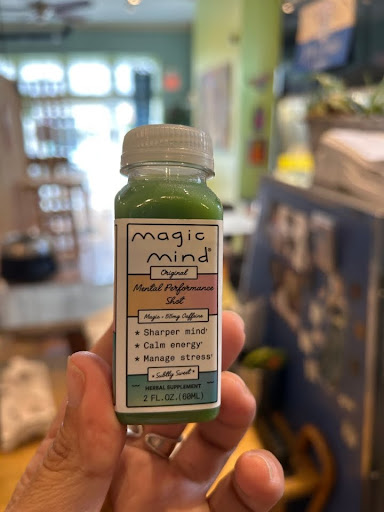 magic
mind®
Original
Mental Performance
Shot
Magic + 55mg Caffeine
* Sharper mind†
* Calm energy†
* Manage stress†
* Subtly Sweet *
HERBAL SUPPLEMENT
2 FL.OZ.(60ML)